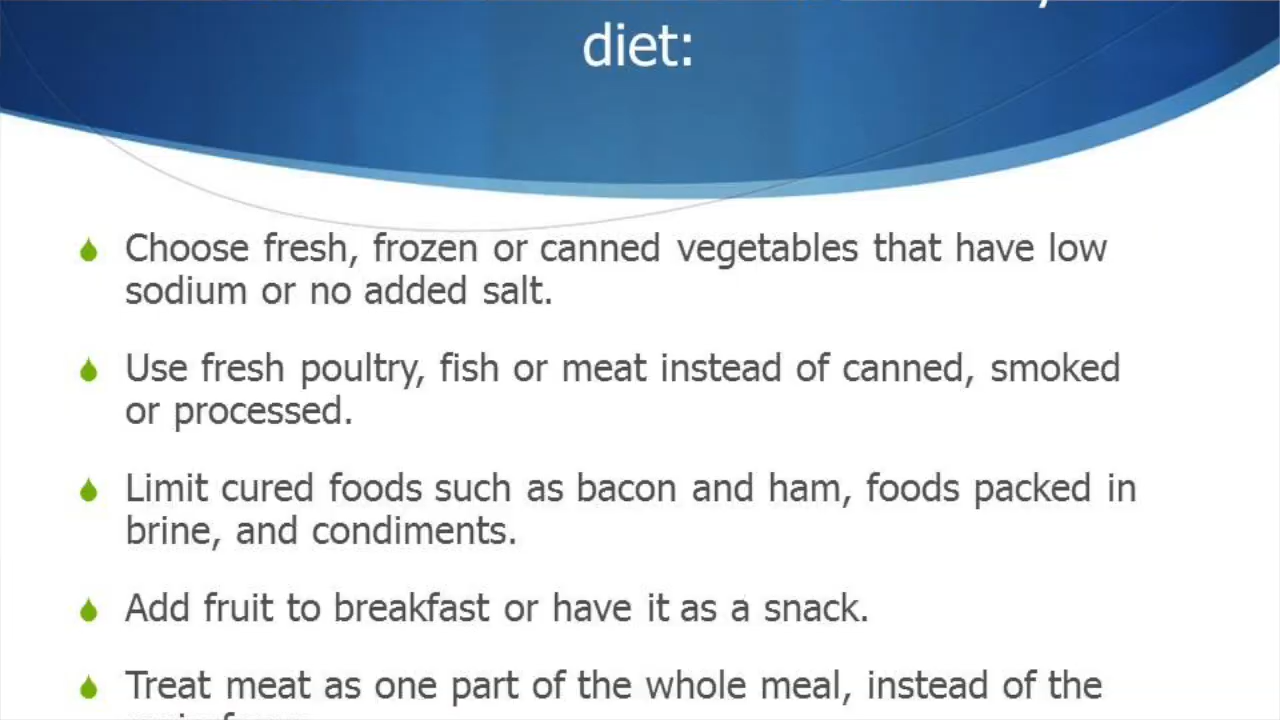 diet:
Choose fresh, frozen or canned vegetables that have low
sodium or no added salt.
Use fresh poultry, fish or meat instead of canned, smoked
or processed.
Limit cured foods such as bacon and ham, foods packed in
brine, and condiments.
Add fruit to breakfast or have it as a snack.
Treat meat as one part of the whole meal, instead of the